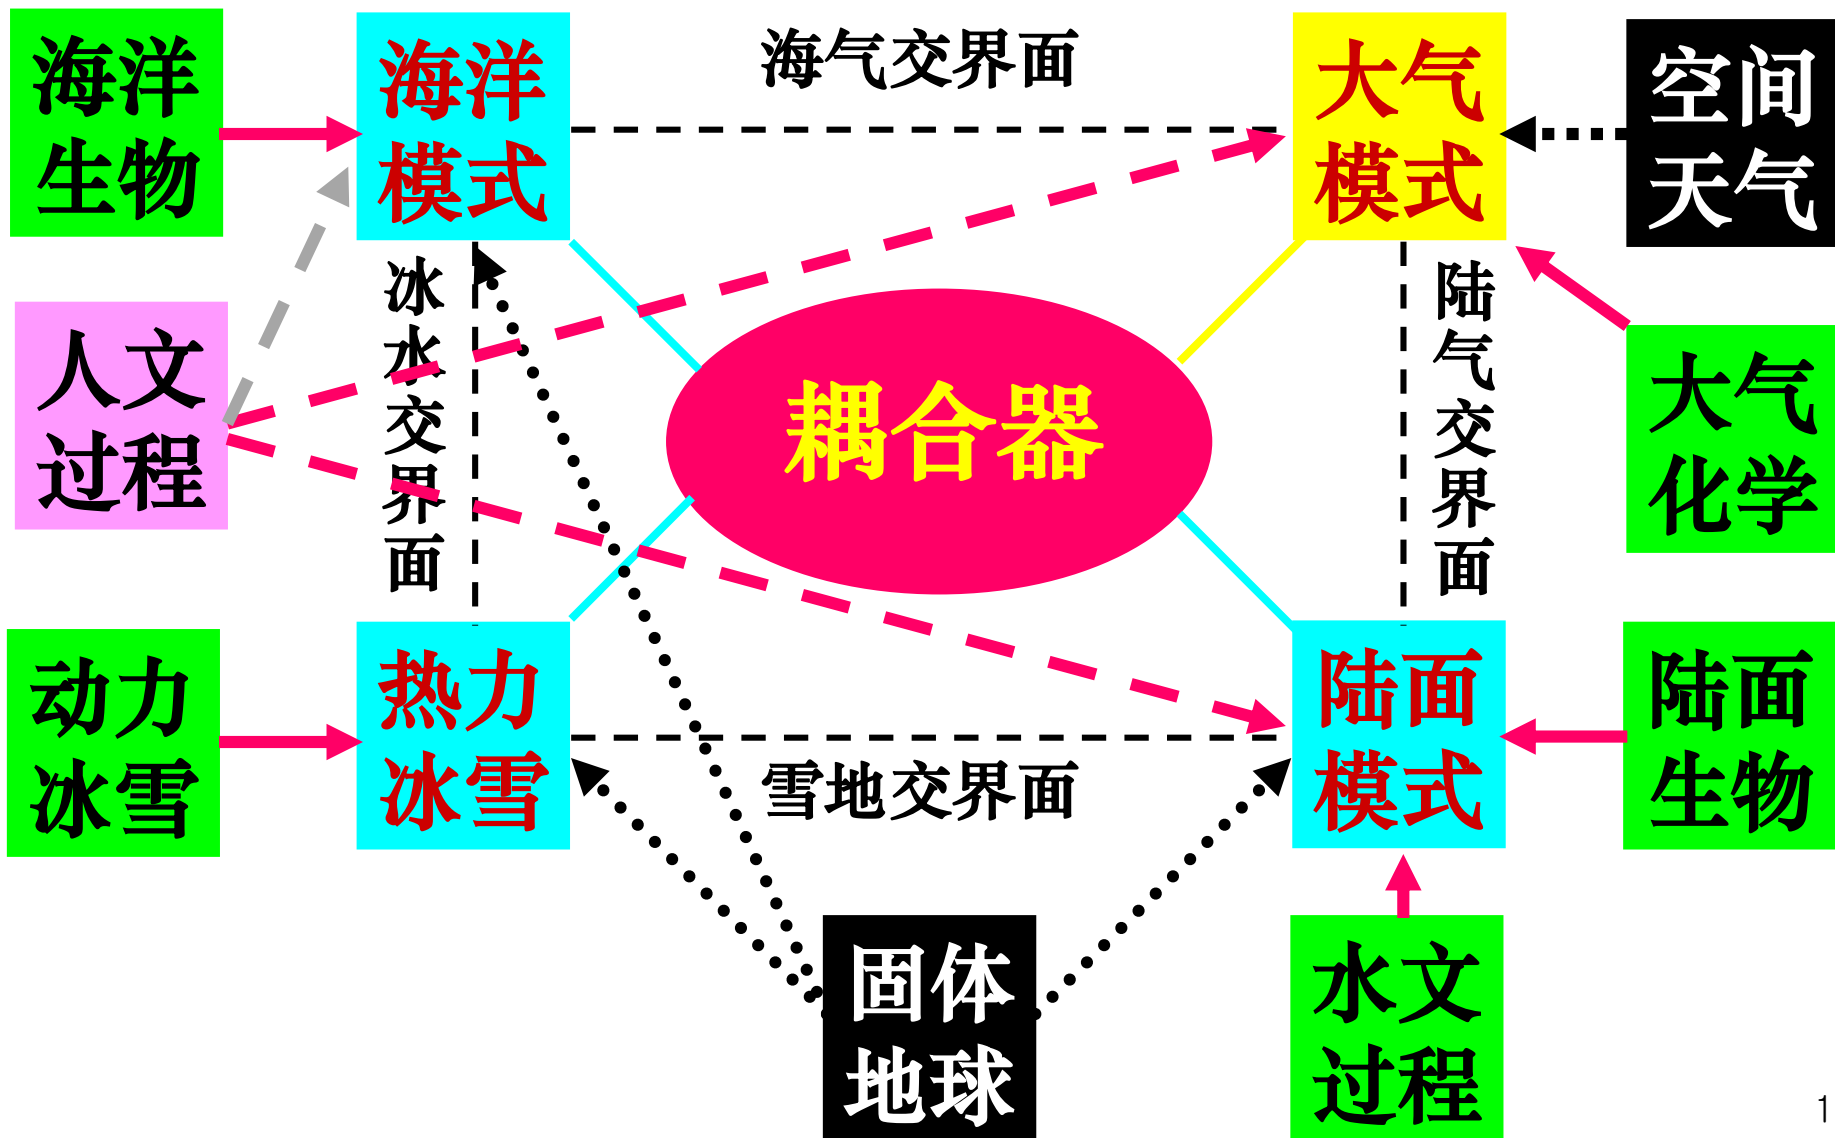 海洋
生物
海洋
模式
海气交界面
大气
模式
空间
天气
人文
过程
冰水交界面
耦合器
陆气交界面
大气
化学
动力
冰雪
热力
冰雪
雪地交界面
陆面
模式
陆面
生物
固体
地球
水文
过程
1